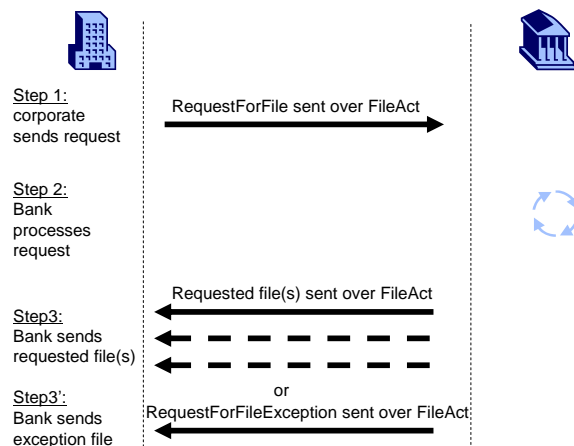 Step 1:
corporate
sends request
RequestForFile sent over FileAct
Step 2:
Bank
processes
request
Requested file(s) sent over FileAct
Step3:
Bank sends
requested file(s)
or
Step3':
Bank sends
exception file
RequestForFileException sent over FileAct